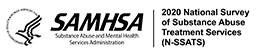 SAMHSA
Substance Abuse and Mental Health
Services Administration
2020 National Survey
of Substance Abuse
Treatment Services
(N-SSATS)